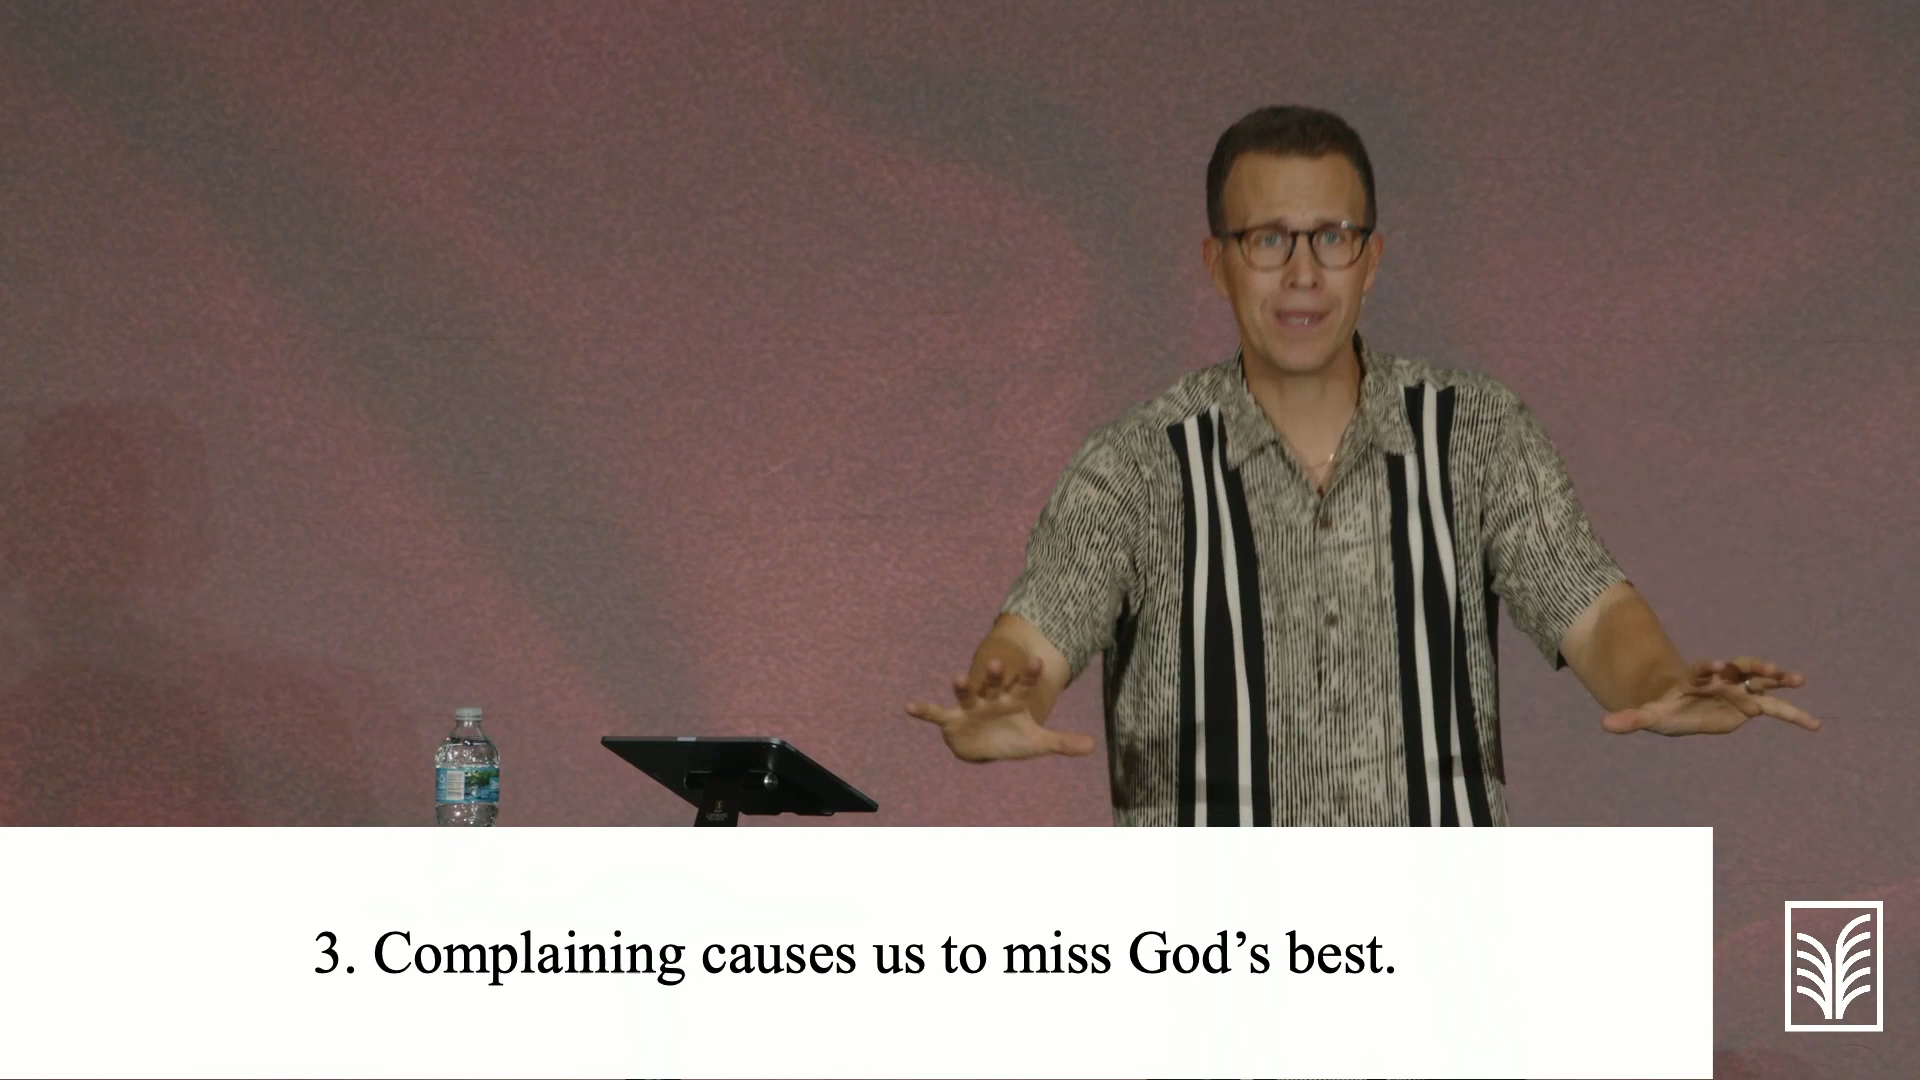 3. Complaining causes us to miss God’s best.